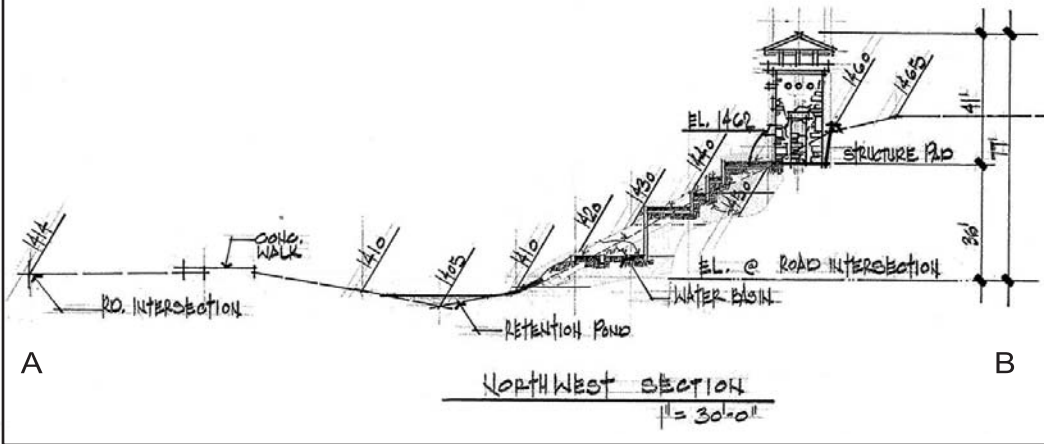 1460
1465
EL. 1462
1440
41'
77'
STRUCTURE PAD
1430
1450
1420
36'
1414
CONC.
WALK
1410
1405
1410
EL. @ ROAD INTERSECTION
RD. INTERSECTION
WATER BASIN
RETENTION POND
A
B
NORTHWEST SECTION
1" = 30'-0"